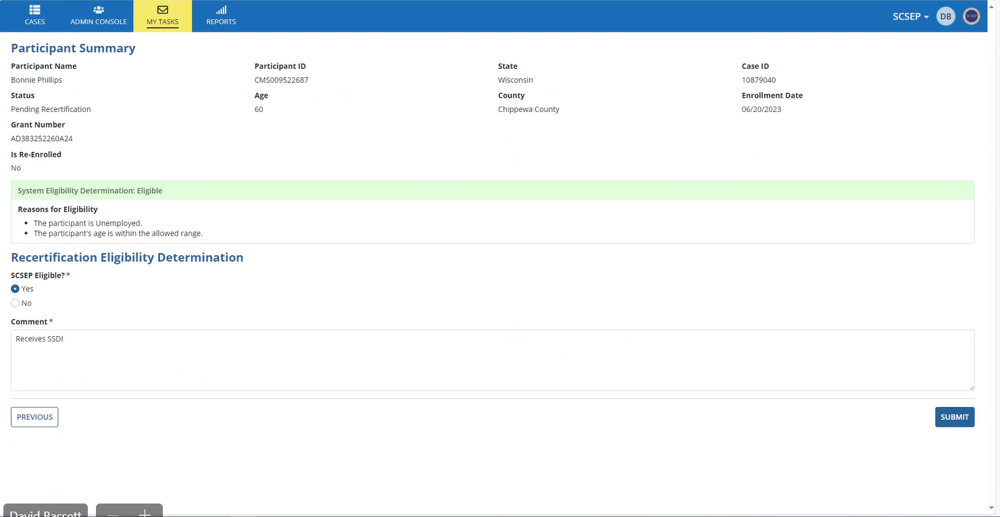 CASES
ADMIN CONSOLE
MY TASKS
REPORTS
SCSEP
DB
SCSEP
Participant Summary
Participant Name Participant ID State Case ID
Bonnie Phillips CMS009522687 Wisconsin 10879040
Status Age County Enrollment Date
Pending Recertification 60 Chippewa County 06/20/2023
Grant Number
AD383252260A24
Is Re-Enrolled
No
System Eligibility Determination: Eligible
Reasons for Eligibility
• The participant is Unemployed.
• The participant's age is within the allowed range.
Recertification Eligibility Determination
SCSEP Eligible?*
Yes
No
Comment *
Receives SSDI
PREVIOUS
SUBMIT
David Bassett